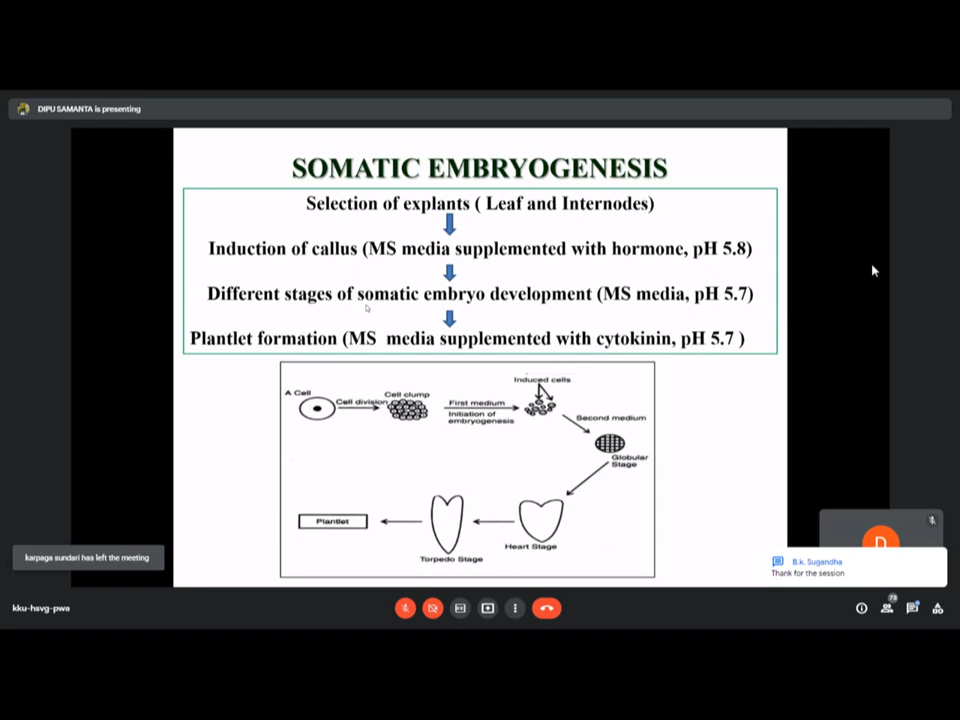 DIPU SAMANTA is presenting
SOMATIC EMBRYOGENESIS
Selection of explants ( Leaf and Internodes)
Induction of callus (MS media supplemented with hormone, pH 5.8)
Different stages of somatic embryo development (MS media, pH 5.7)
Plantlet formation (MS media supplemented with cytokinin, pH 5.7 )
A Cell
Cell division
Cell clump
First medium
Initiation of
embryogenesis
Induced cells
Second medium
Globular
Stage
Heart Stage
Torpedo Stage
Plantlet
karpaga sundari has left the meeting
D
B.k. Sugandha
Thank for the session
kku-hsvg-pwa
73